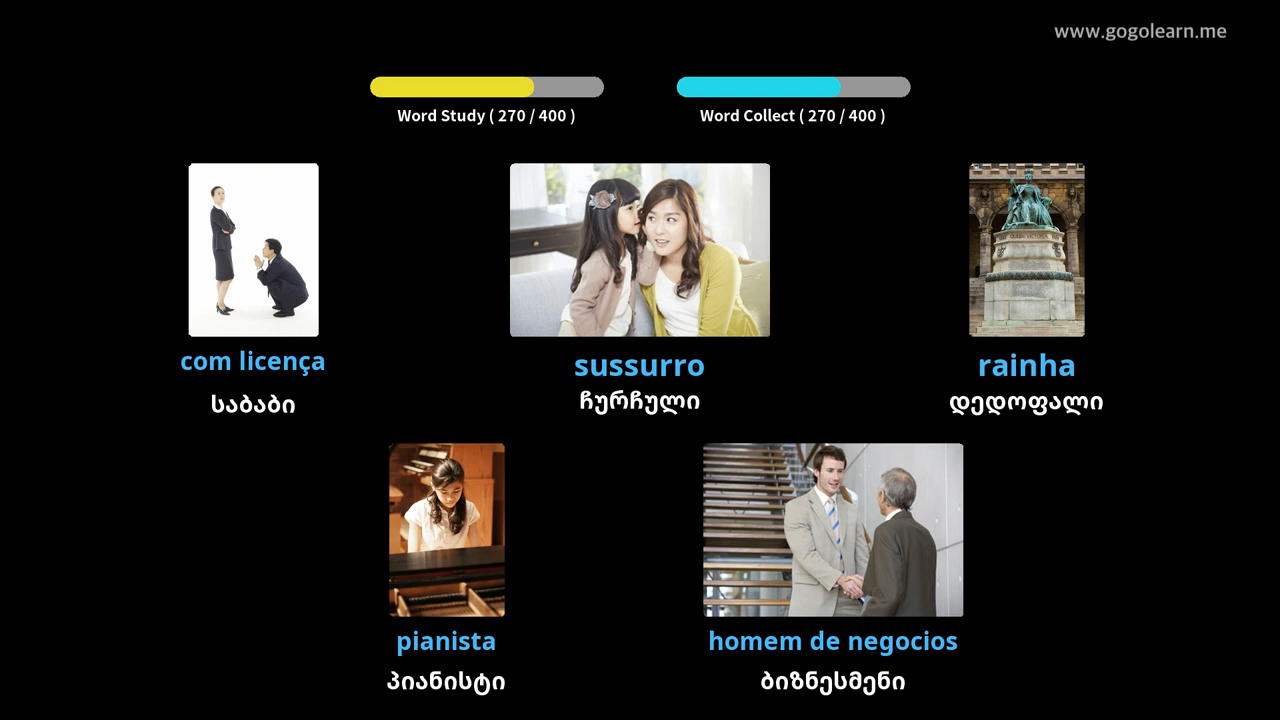 www.gogolearn.me
Word Study ( 270 / 400 )
Word Collect ( 270 / 400 )
com licença
საბაბი
sussurro
ჩურჩული
rainha
დედოფალი
pianista
პიანისტი
homem de negocios
ბიზნესმენი